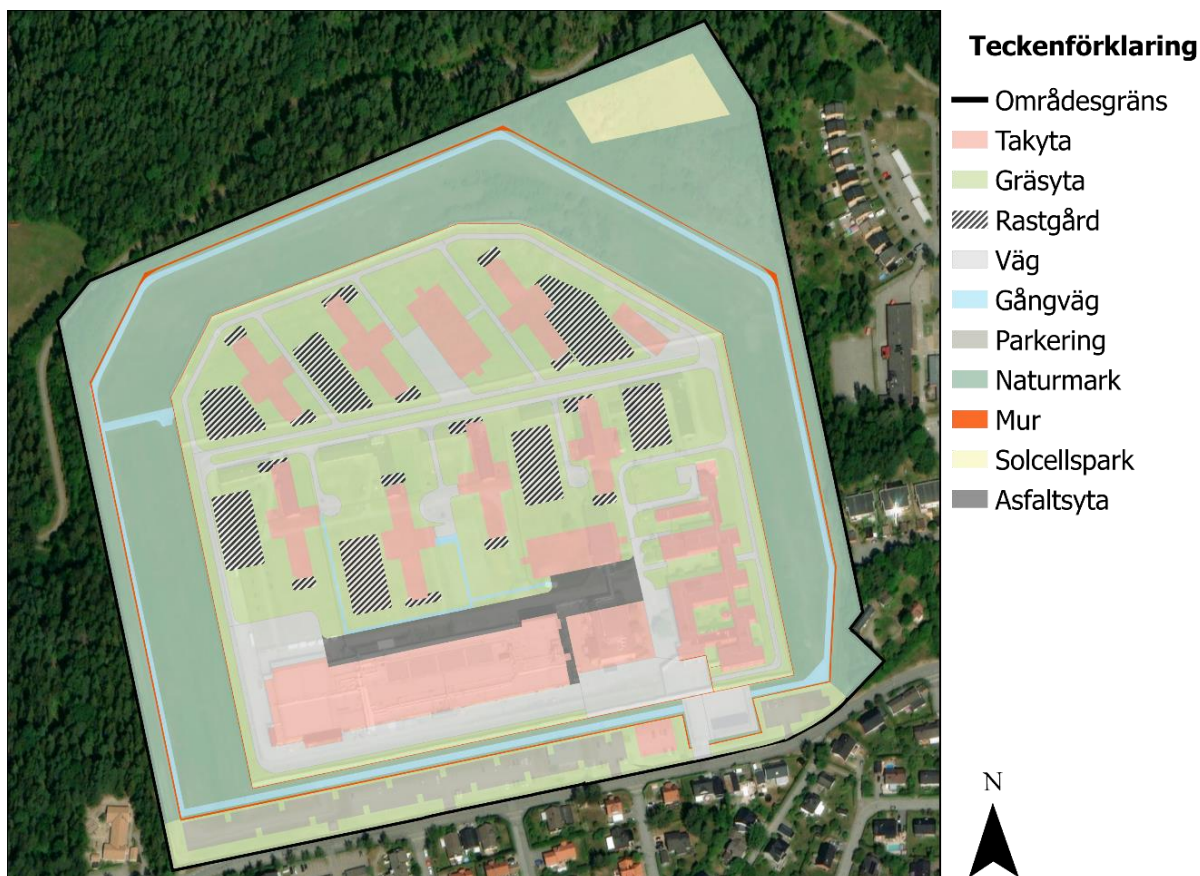 Teckenförklaring
Områdesgräns
Takyta
Gräsyta
Rastgård
Väg
Gångväg
Parkering
Naturmark
Mur
Solcellspark
Asfaltsyta
N